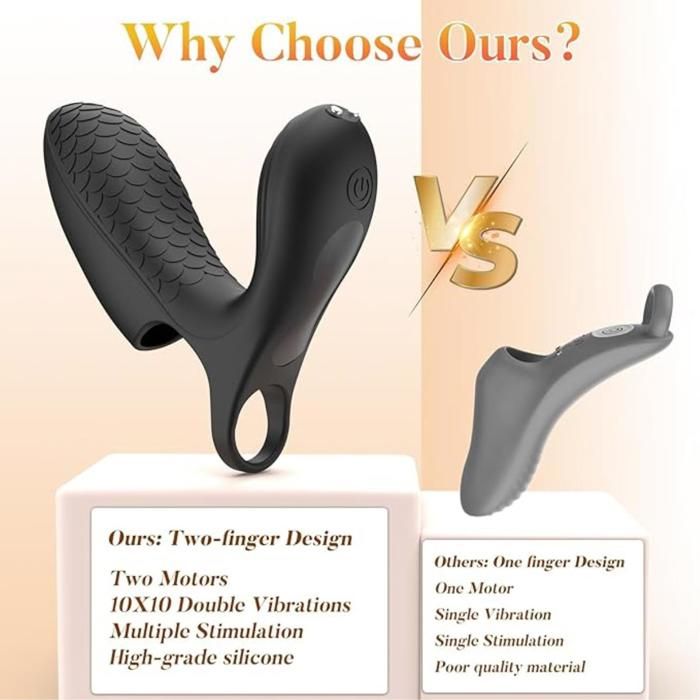 Why Choose Ours?
VS
Ours: Two-finger Design
Two Motors
10X10 Double Vibrations
Multiple Stimulation
High-grade silicone
Others: One finger Design
One Motor
Single Vibration
Single Stimulation
Poor quality material